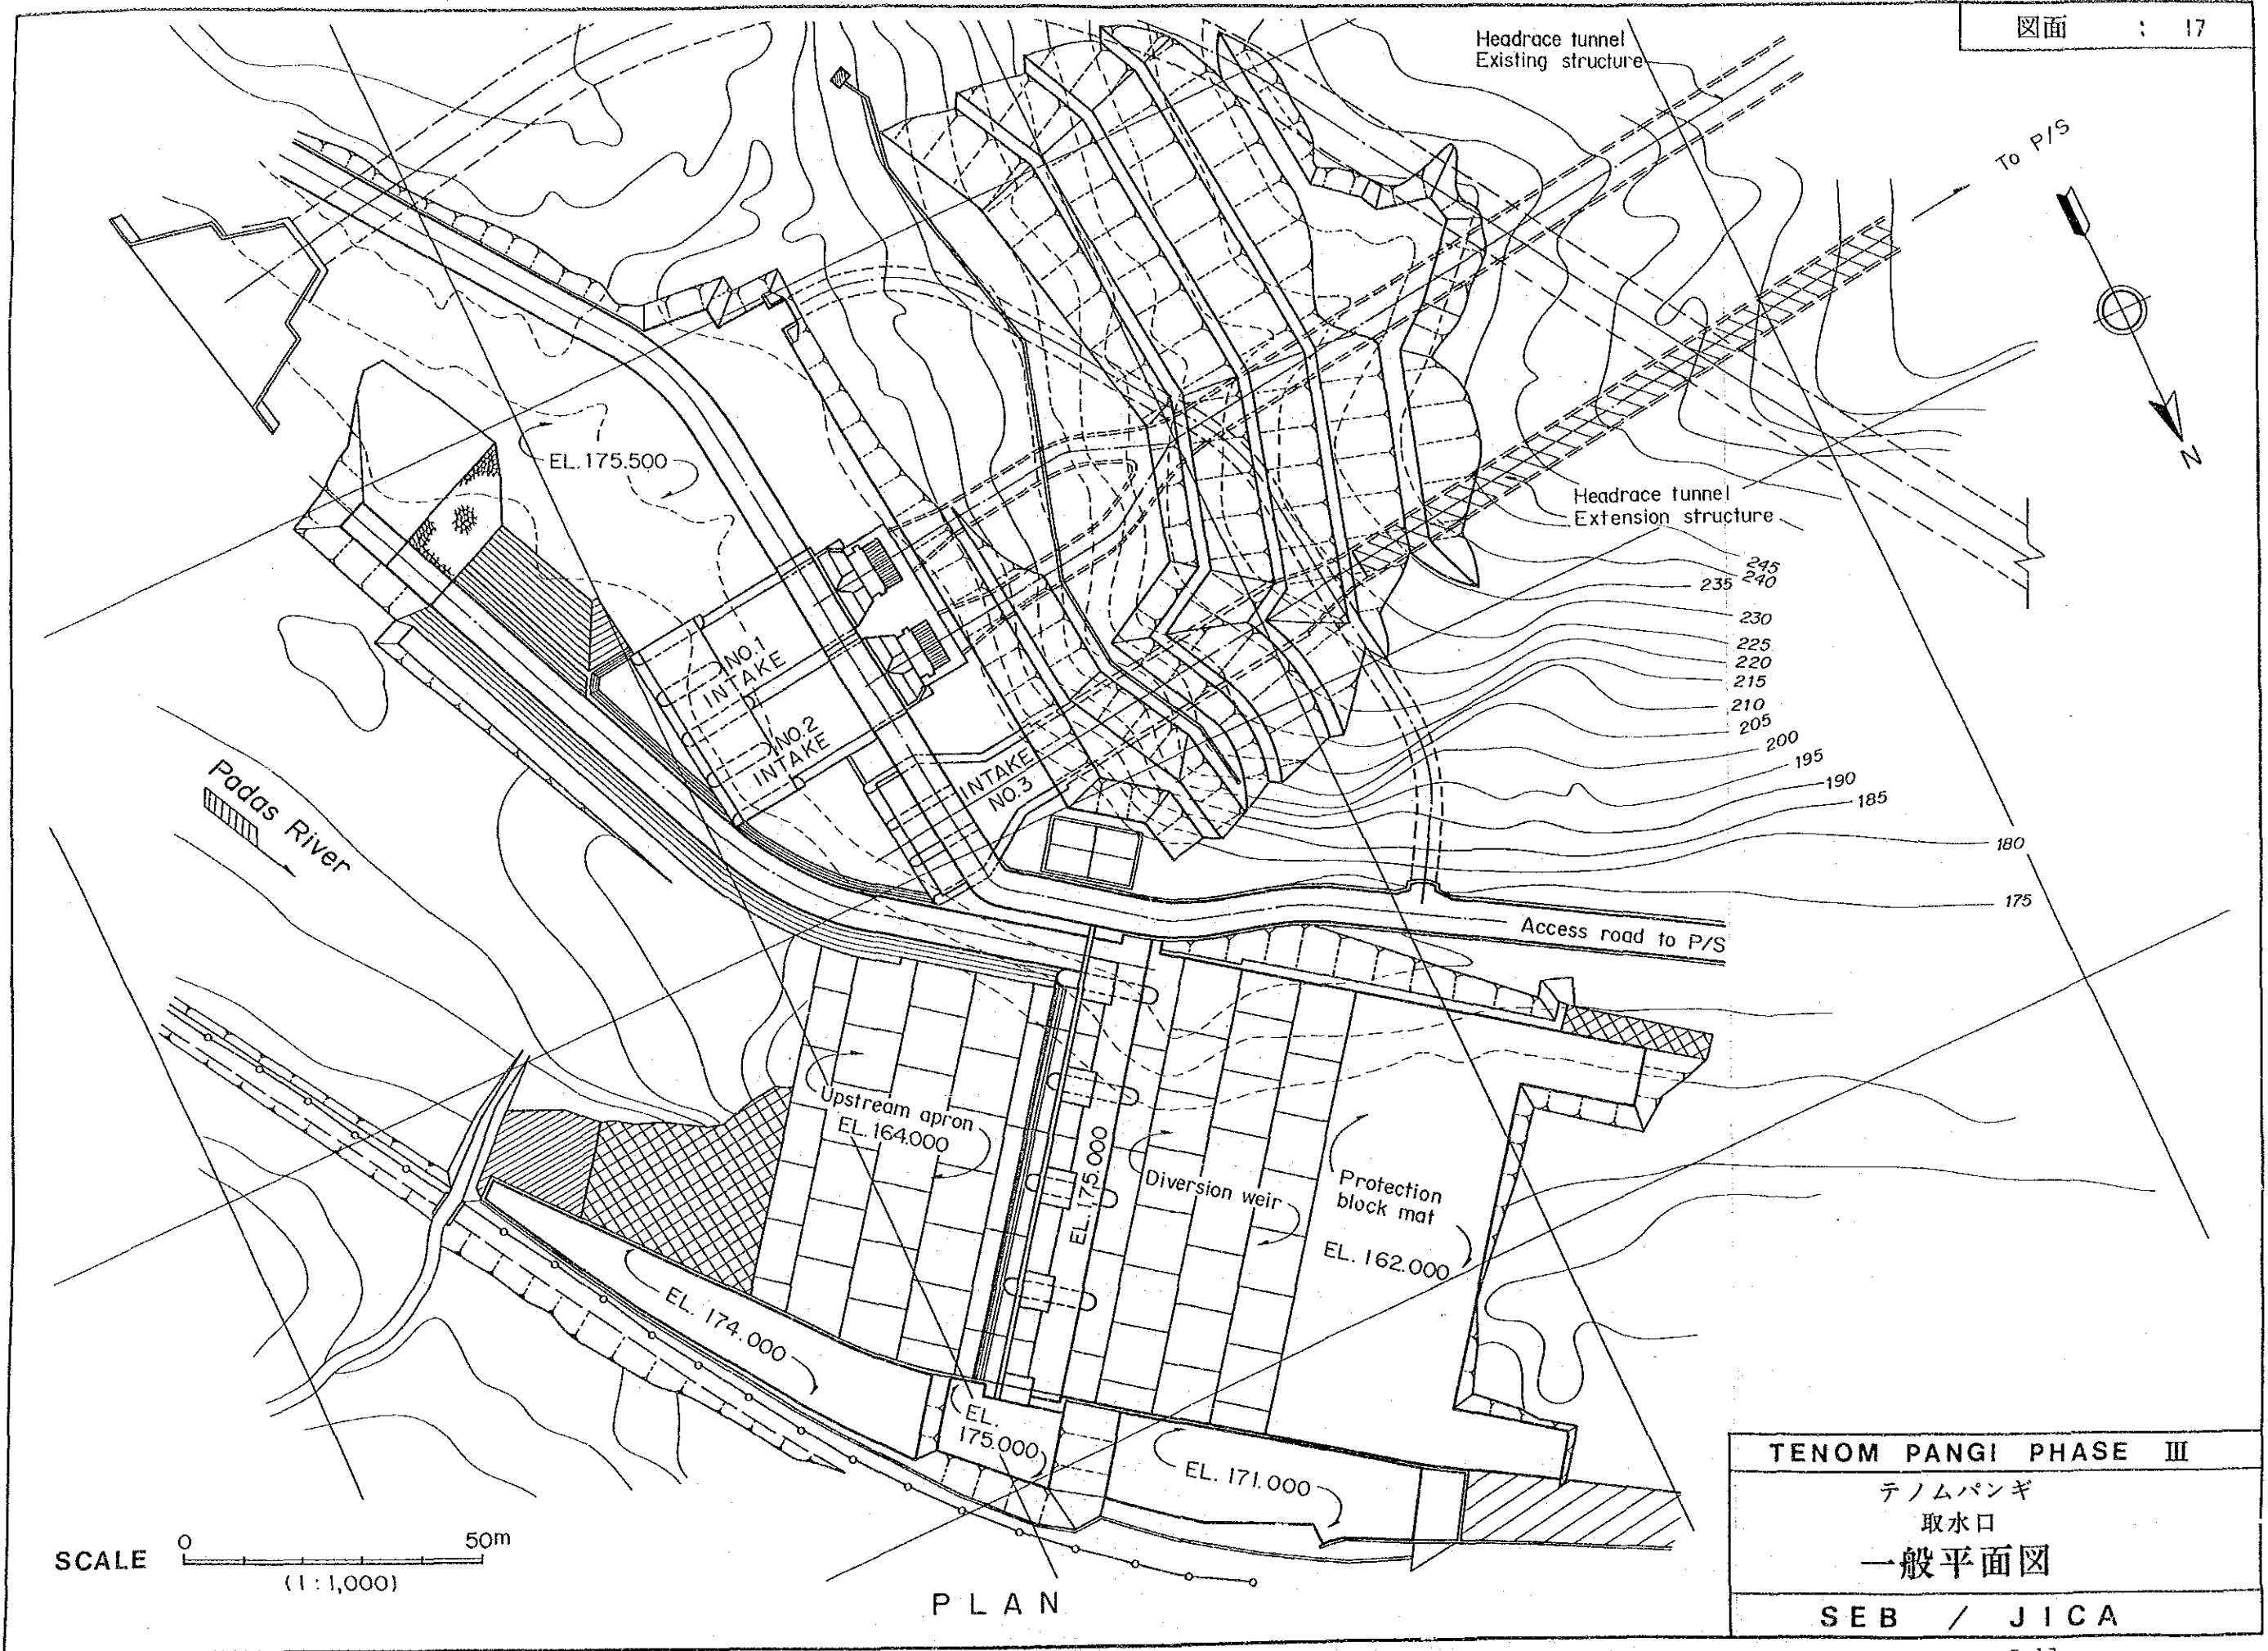 図面 : 17
Headrace tunnel
Existing structure
To P/S
N
EL.175.500
Headrace tunnel
Extension structure
245
240
235
230
225
220
215
210
205
200
195
190
185
180
175
NO.1
INTAKE
NO.2
INTAKE
INTAKE
NO.3
Padas River
Access road to P/S
Upstream apron
EL.164.000
EL.175.000
Diversion weir
Protection
block mat
EL. 162.000
EL. 174.000
EL.
175.000
EL. 171.000
SCALE
0 50m
(1:1,000)
PLAN
TENOM PANGI PHASE III
テノムパンギ
取水口
一般平面図
SEB / JICA